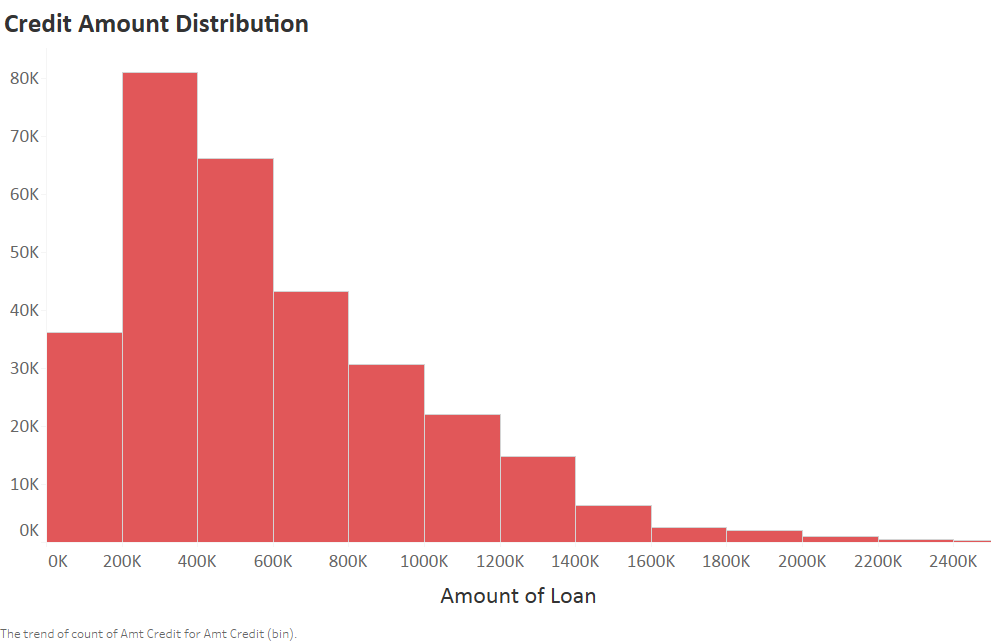 Credit Amount Distribution
80K
70K
60K
50K
40K
30K
20K
10K
0K
0K 200K 400K 600K 800K 1000K 1200K 1400K 1600K 1800K 2000K 2200K 2400K
Amount of Loan
The trend of count of Amt Credit for Amt Credit (bin).